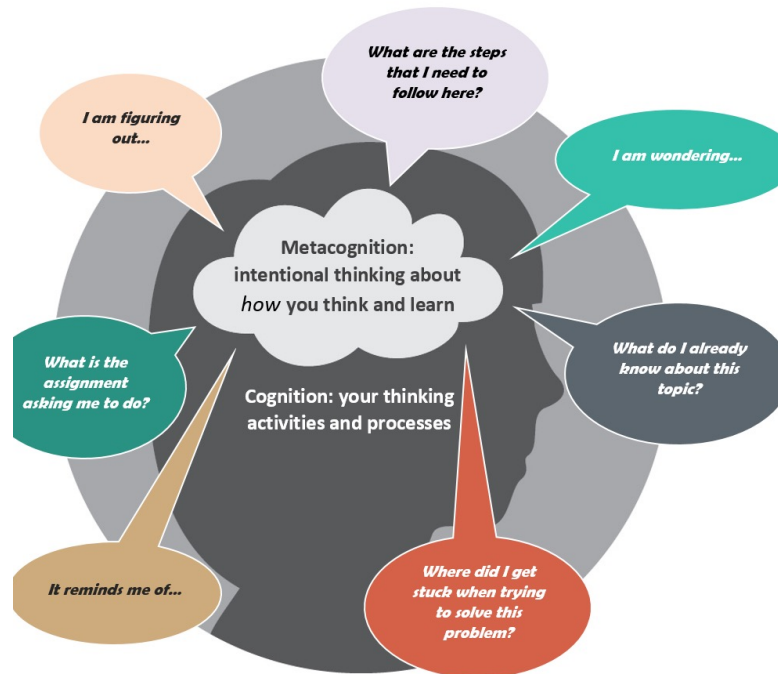 What are the steps
that I need to
follow here?
I am figuring
out...
I am wondering...
Metacognition:
intentional thinking about
how you think and learn
What is the
assignment
asking me to do?
What do I already
know about this
topic?
Cognition: your thinking
activities and processes
It reminds me of...
Where did I get
stuck when trying
to solve this
problem?